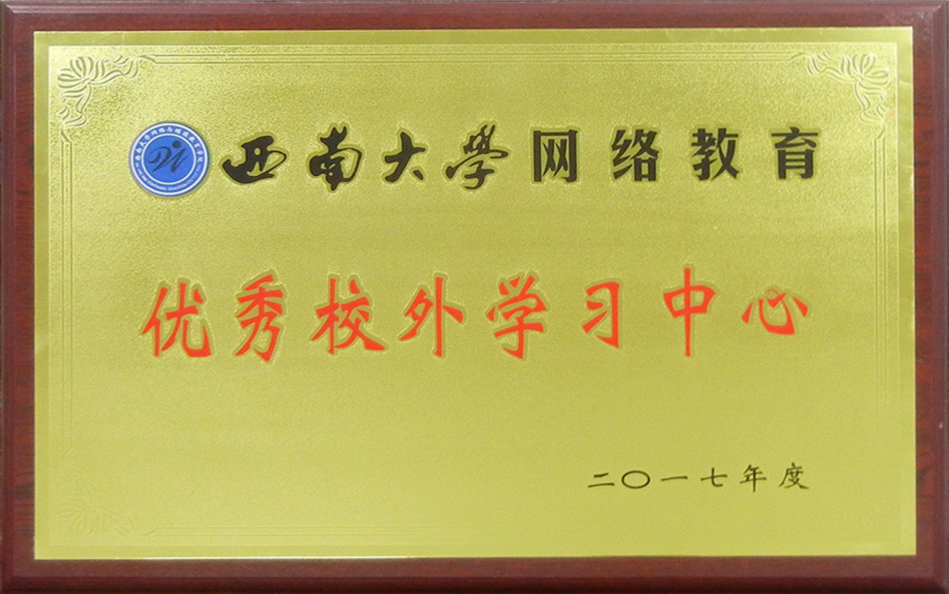 西南大學网络教育
优秀校外学习中心
二〇一七年度